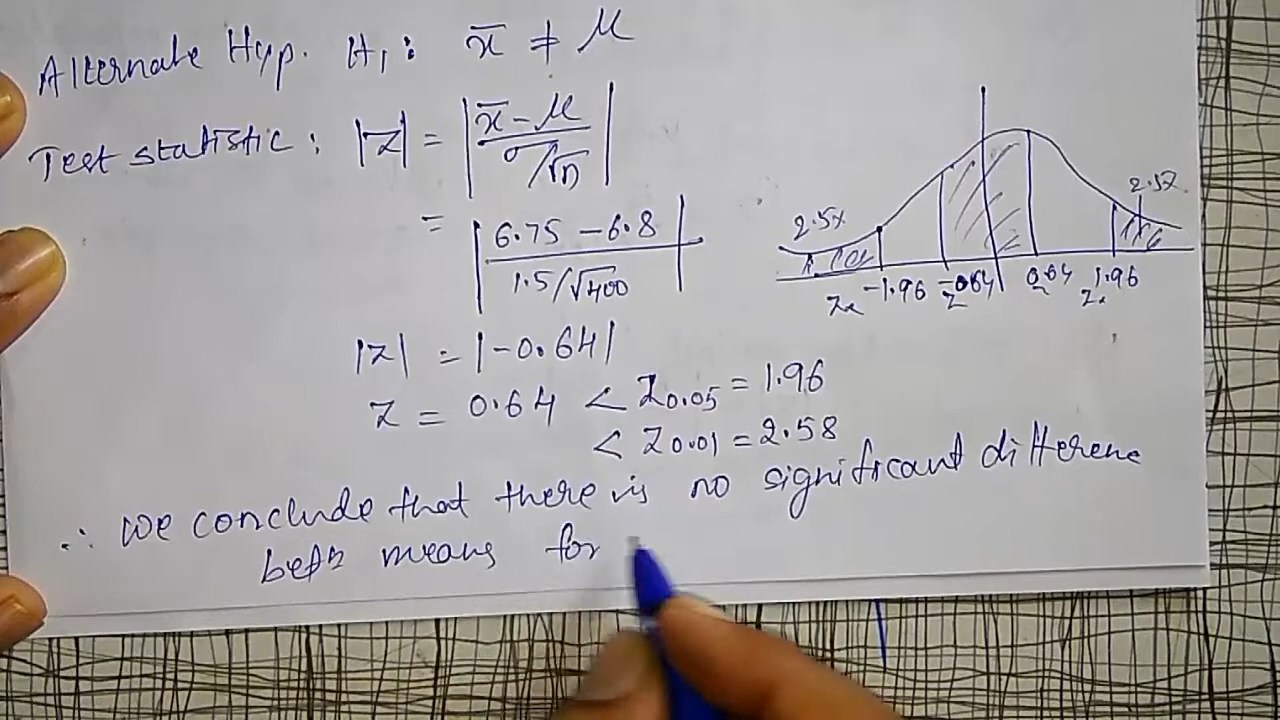 Alternate Hyp. H₁: x̄ ≠ μ
Test statistic: |Z| = | (x̄ - μ) / (σ/√n) |
= | (6.75 - 6.8) / (1.5/√400) |
|Z| = |-0.64|
Z = 0.64 < Z0.05 = 1.96
< Z0.01 = 2.58
∴ We conclude that there is no significant difference
betn means for
2.5%
2.5%
Zα -1.96 -0.64 0.64 1.96
Z Z Zα